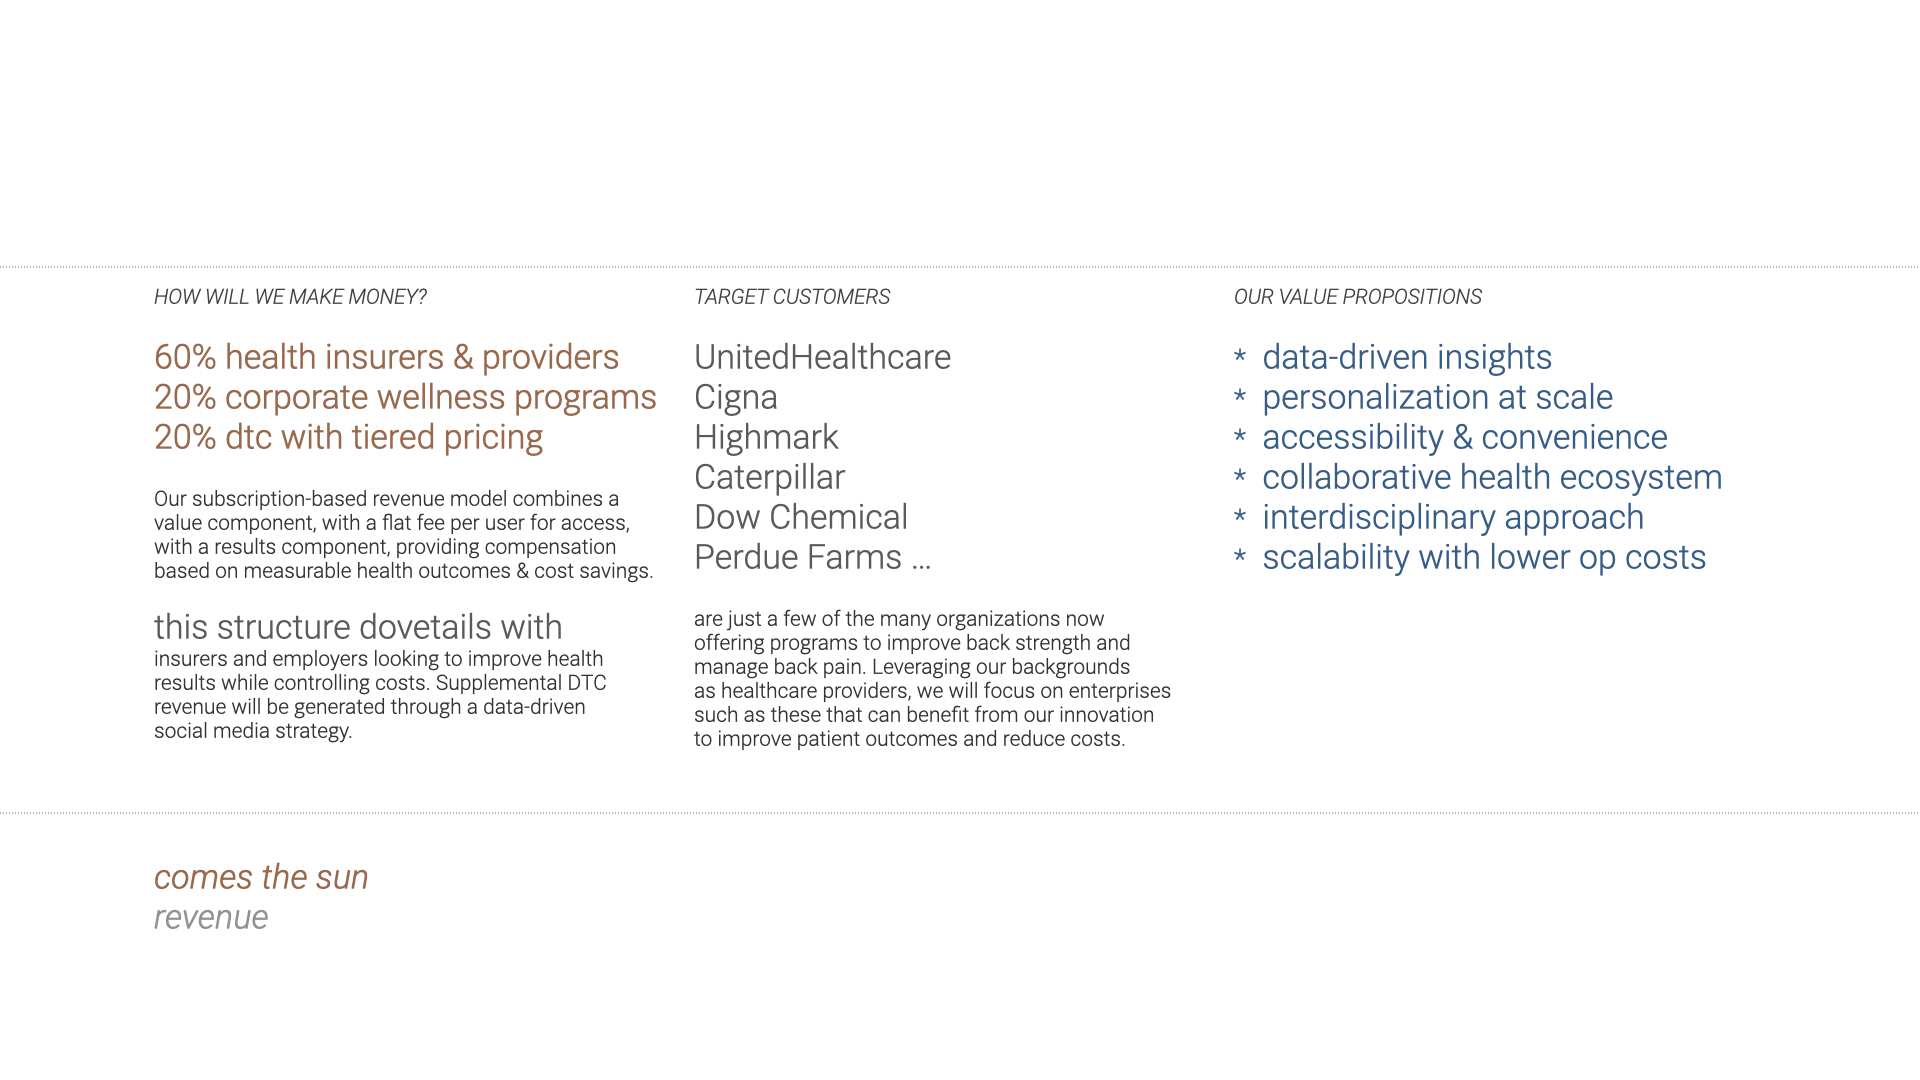 HOW WILL WE MAKE MONEY?
60% health insurers & providers
20% corporate wellness programs
20% dtc with tiered pricing
Our subscription-based revenue model combines a
value component, with a flat fee per user for access,
with a results component, providing compensation
based on measurable health outcomes & cost savings.
this structure dovetails with
insurers and employers looking to improve health
results while controlling costs. Supplemental DTC
revenue will be generated through a data-driven
social media strategy.
TARGET CUSTOMERS
UnitedHealthcare
Cigna
Highmark
Caterpillar
Dow Chemical
Perdue Farms ...
are just a few of the many organizations now
offering programs to improve back strength and
manage back pain. Leveraging our backgrounds
as healthcare providers, we will focus on enterprises
such as these that can benefit from our innovation
to improve patient outcomes and reduce costs.
OUR VALUE PROPOSITIONS
* data-driven insights
* personalization at scale
* accessibility & convenience
* collaborative health ecosystem
* interdisciplinary approach
* scalability with lower op costs
comes the sun
revenue